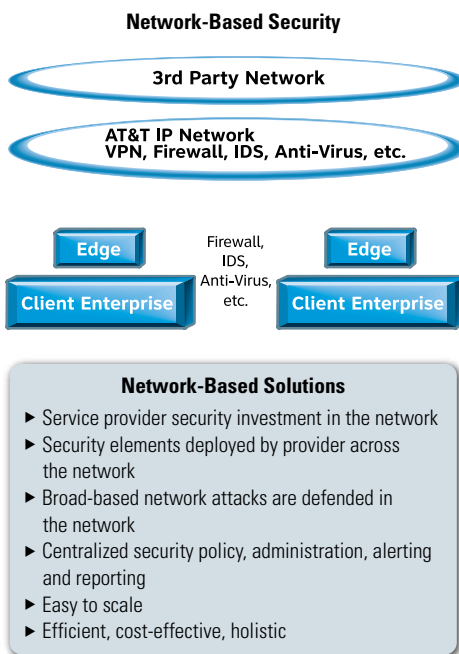 Network-Based Security
3rd Party Network
AT&T IP Network
VPN, Firewall, IDS, Anti-Virus, etc.
Edge
Client Enterprise
Firewall,
IDS,
Anti-Virus,
etc.
Edge
Client Enterprise
Network-Based Solutions
► Service provider security investment in the network
► Security elements deployed by provider across
the network
► Broad-based network attacks are defended in
the network
► Centralized security policy, administration, alerting
and reporting
► Easy to scale
► Efficient, cost-effective, holistic